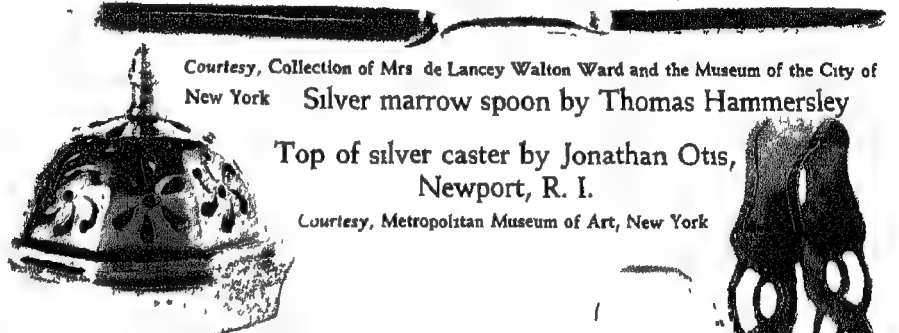 Courtesy, Collection of Mrs de Lancey Walton Ward and the Museum of the City of
New York Silver marrow spoon by Thomas Hammersley
Top of silver caster by Jonathan Otis,
Newport, R. I.
Courtesy, Metropolitan Museum of Art, New York